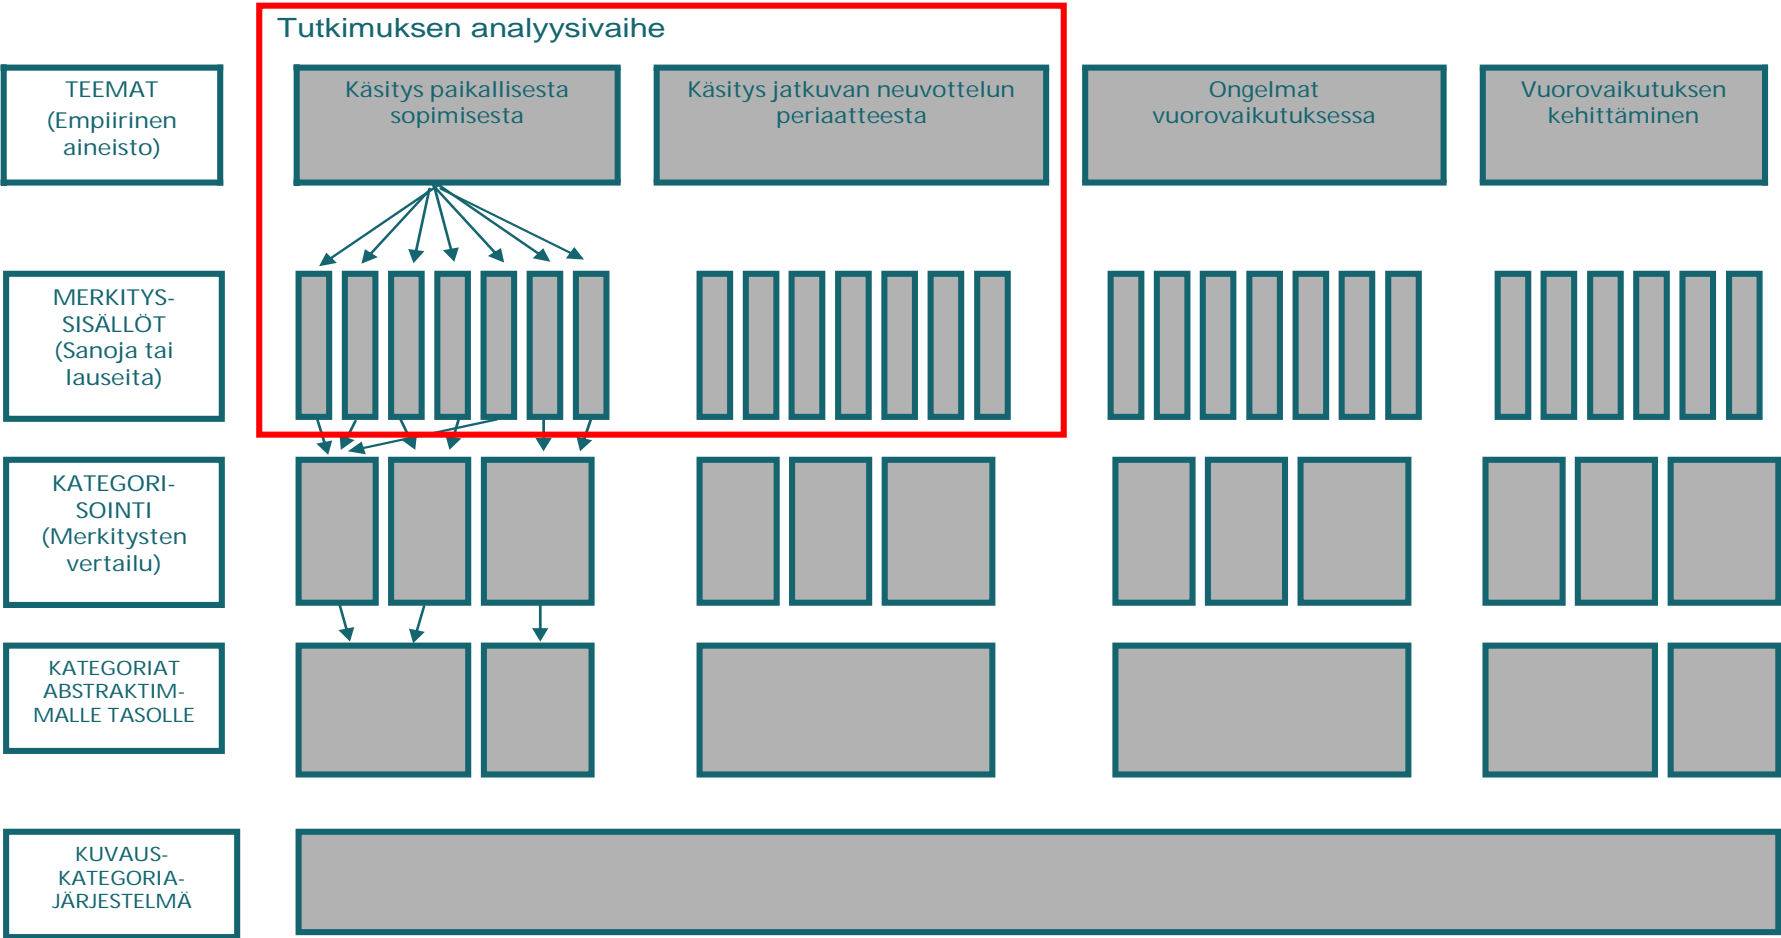 Tutkimuksen analyysivaihe
TEEMAT
(Empiirinen
aineisto)
Käsitys paikallisesta
sopimisesta
Käsitys jatkuvan neuvottelun
periaatteesta
Ongelmat
vuorovaikutuksessa
Vuorovaikutuksen
kehittäminen
MERKITYS-
SISÄLLÖT
(Sanoja tai
lauseita)
KATEGORI-
SOINTI
(Merkitysten
vertailu)
KATEGORIAT
ABSTRAKTIM-
MALLE TASOLLE
KUVAUS-
KATEGORIA-
JÄRJESTELMÄ